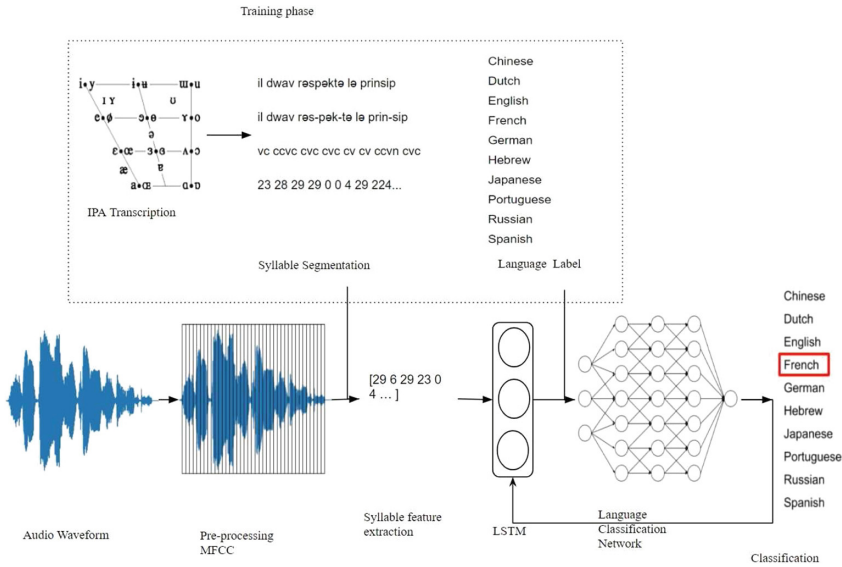 Training phase
i y i ʉ ɯ u
I Y ʊ
e ø ɘ ɵ ɤ o
ə
ɛ œ ɜ ɞ ʌ ɔ
æ ɐ
a ɶ ɑ ɒ
IPA Transcription
il dwav rəspəktə lə prinsip
il dwav rəs-pək-tə lə prin-sip
vc ccvc cvc cvc cv cv ccvn cvc
23 28 29 29 0 0 4 29 224...
Syllable Segmentation
Chinese
Dutch
English
French
German
Hebrew
Japanese
Portuguese
Russian
Spanish
Language Label
[29 6 29 23 0
4 ... ]
Chinese
Dutch
English
French
German
Hebrew
Japanese
Portuguese
Russian
Spanish
Audio Waveform
Pre-processing
MFCC
Syllable feature
extraction
LSTM
Language
Classification
Network
Classification